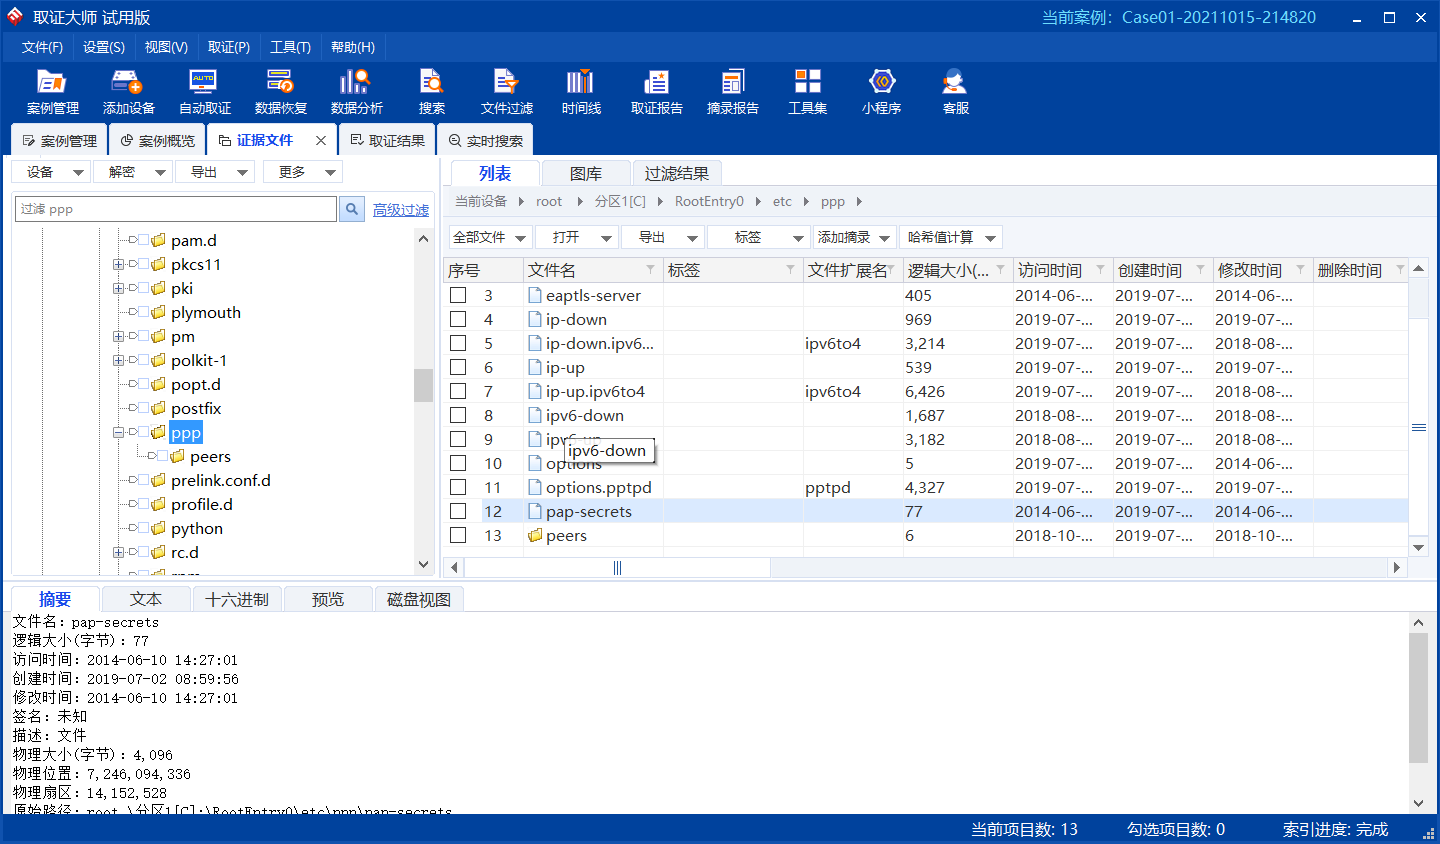 取证大师 试用版
当前案例：Case01-20211015-214820
文件(F) 设置(S) 视图(V) 取证(P) 工具(T) 帮助(H)
AUTO
案例管理 添加设备 自动取证 数据恢复 数据分析 搜索 文件过滤 时间线 取证报告 摘录报告 工具集 小程序 客服
案例管理 案例概览 证据文件 取证结果 实时搜索
设备 解密 导出 更多
过滤 ppp 高级过滤
pam.d
pkcs11
pki
plymouth
pm
polkit-1
popt.d
postfix
ppp
peers
prelink.conf.d
profile.d
python
rc.d
列表 图库 过滤结果
当前设备 root 分区1[C] RootEntry0 etc ppp
全部文件 打开 导出 标签 添加摘录 哈希值计算
序号 文件名 标签 文件扩展名 逻辑大小(... 访问时间 创建时间 修改时间 删除时间
3 eaptls-server 405 2014-06-... 2019-07-... 2014-06-...
4 ip-down 969 2019-07-... 2019-07-... 2019-07-...
5 ip-down.ipv6... ipv6to4 3,214 2019-07-... 2019-07-... 2018-08-...
6 ip-up 539 2019-07-... 2019-07-... 2019-07-...
7 ip-up.ipv6to4 ipv6to4 6,426 2019-07-... 2019-07-... 2018-08-...
8 ipv6-down 1,687 2018-08-... 2019-07-... 2018-08-...
9 ipv6-up 3,182 2018-08-... 2019-07-... 2018-08-...
ipv6-down
10 options 5 2019-07-... 2019-07-... 2014-06-...
11 options.pptpd pptpd 4,327 2019-07-... 2019-07-... 2019-07-...
12 pap-secrets 77 2014-06-... 2019-07-... 2014-06-...
13 peers 6 2018-10-... 2019-07-... 2018-10-...
摘要 文本 十六进制 预览 磁盘视图
文件名：pap-secrets
逻辑大小(字节)：77
访问时间：2014-06-10 14:27:01
创建时间：2019-07-02 08:59:56
修改时间：2014-06-10 14:27:01
签名：未知
描述：文件
物理大小(字节)：4,096
物理位置：7,246,094,336
物理扇区：14,152,528
原始路径：root \分区1[C]:\RootEntry0\etc\ppp\pap-secrets
当前项目数: 13 勾选项目数: 0 索引进度: 完成